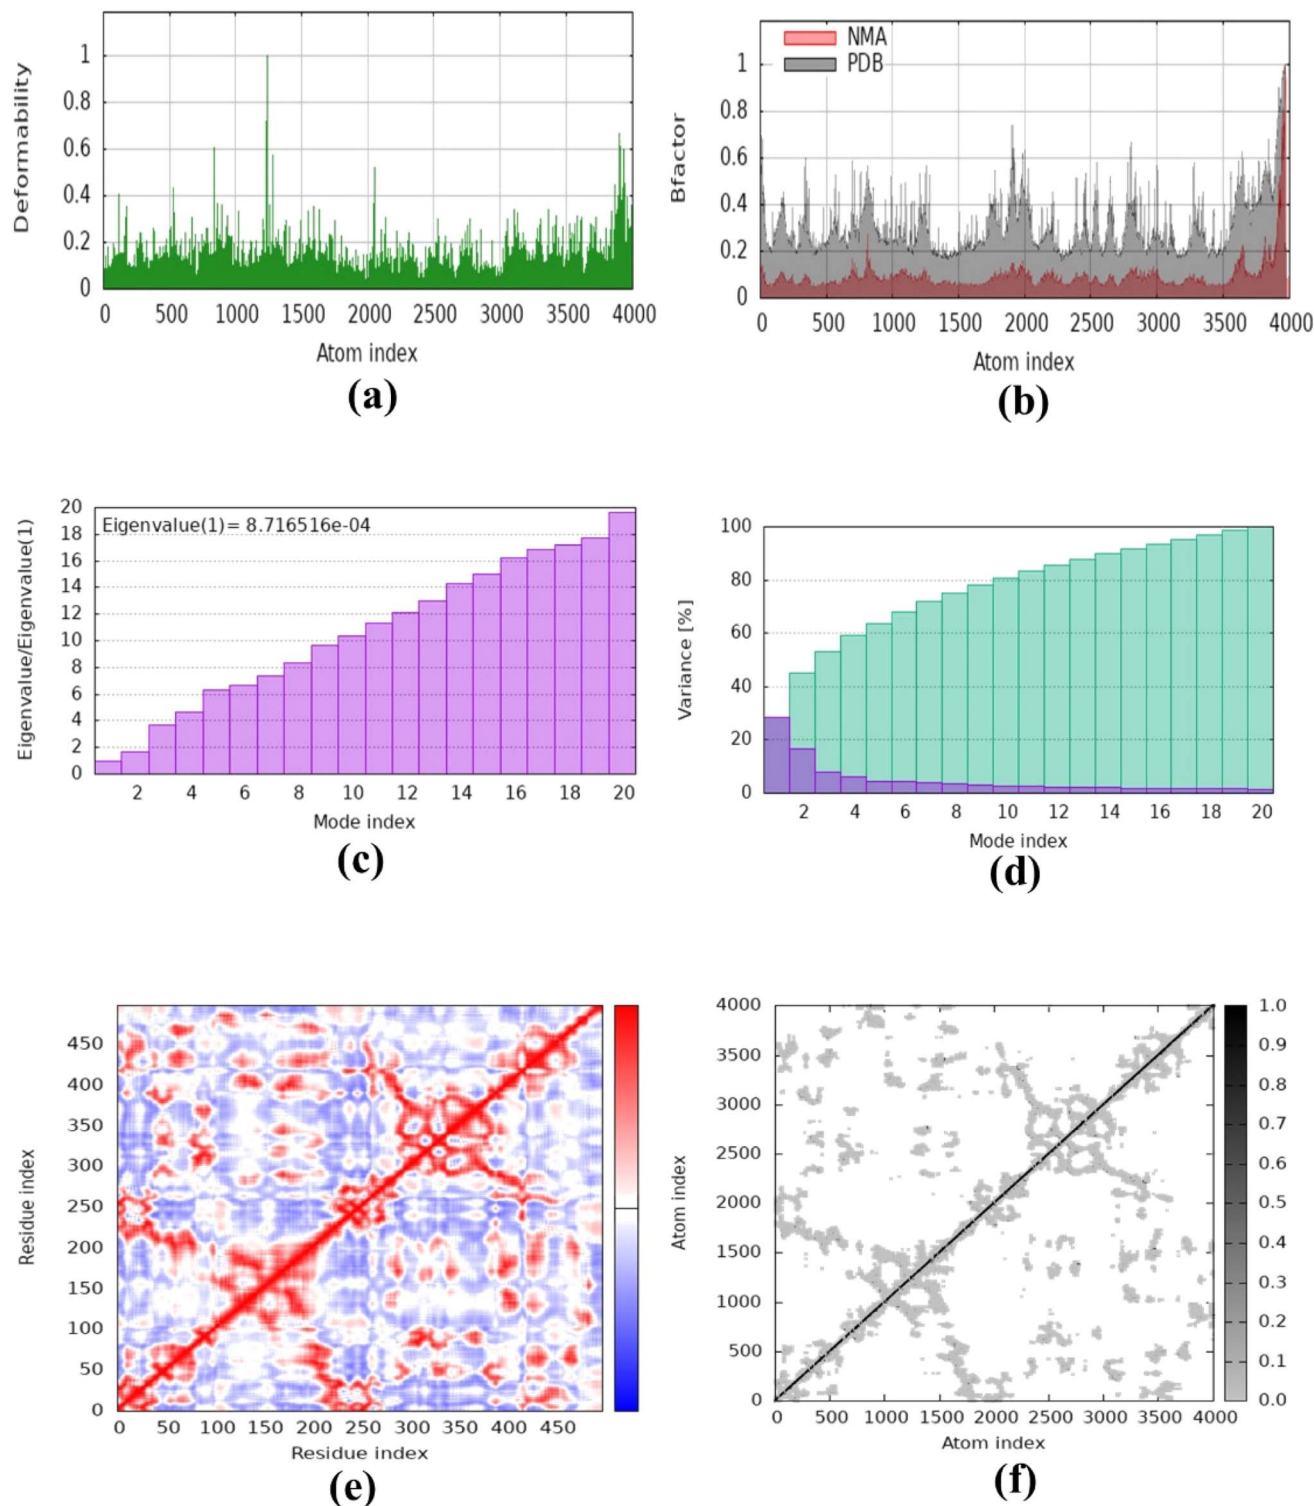 Deformability
1
0.8
0.6
0.4
0.2
0
0 500 1000 1500 2000 2500 3000 3500 4000
Atom index
(a)
NMA
PDB
Bfactor
1
0.8
0.6
0.4
0.2
0
0 500 1000 1500 2000 2500 3000 3500 4000
Atom index
(b)
Eigenvalue/Eigenvalue(1)
Eigenvalue(1)= 8.716516e-04
20
18
16
14
12
10
8
6
4
2
0
2 4 6 8 10 12 14 16 18 20
Mode index
(c)
Variance [%]
100
80
60
40
20
0
2 4 6 8 10 12 14 16 18 20
Mode index
(d)
Residue index
450
400
350
300
250
200
150
100
50
0
0 50 100 150 200 250 300 350 400 450
Residue index
(e)
Atom index
4000
3500
3000
2500
2000
1500
1000
500
0
0 500 1000 1500 2000 2500 3000 3500 4000
Atom index
1.0
0.9
0.8
0.7
0.6
0.5
0.4
0.3
0.2
0.1
0.0
(f)